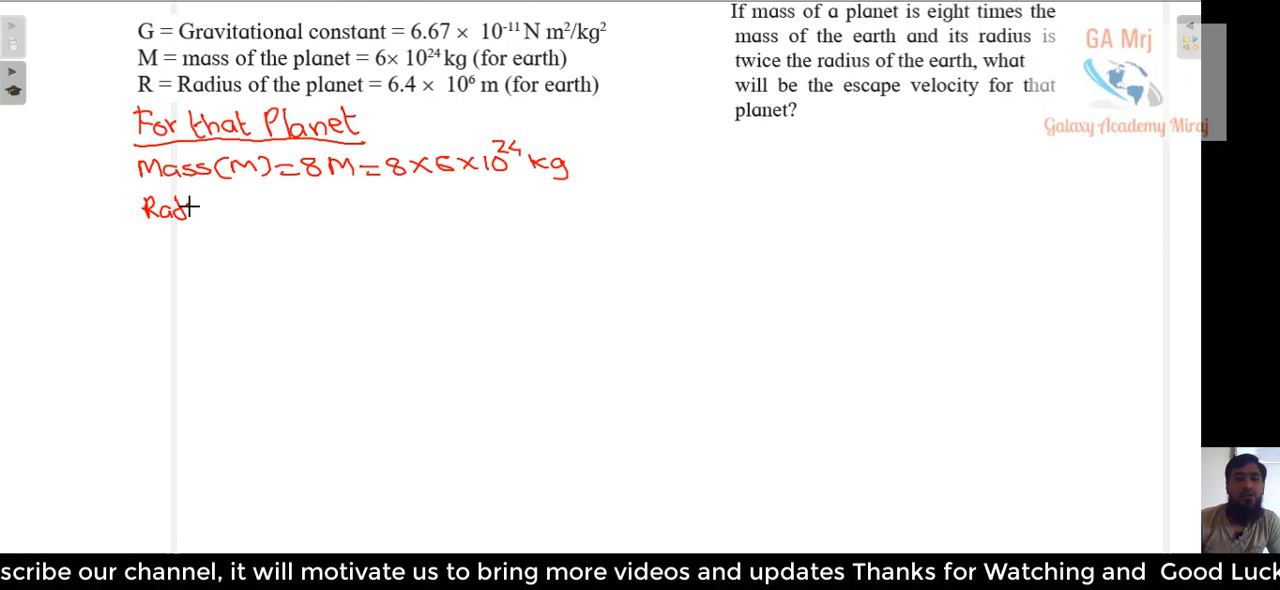 G = Gravitational constant = 6.67 × 10⁻¹¹ N m²/kg²
M = mass of the planet = 6× 10²⁴ kg (for earth)
R = Radius of the planet = 6.4 × 10⁶ m (for earth)
For that Planet
Mass(M)=8M=8×6×10²⁴ kg
Rad
If mass of a planet is eight times the
mass of the earth and its radius is
twice the radius of the earth, what
will be the escape velocity for that
planet?
GA Mrj
Galaxy Academy Miraj
scribe our channel, it will motivate us to bring more videos and updates Thanks for Watching and Good Luck